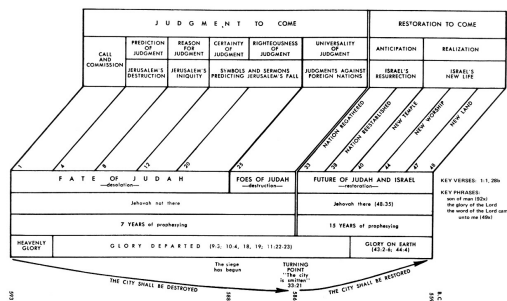 JUDGMENT TO COME
RESTORATION TO COME
CALL
AND
COMMISSION
PREDICTION
OF
JUDGMENT
REASON
FOR
JUDGMENT
CERTAINTY
OF
JUDGMENT
RIGHTEOUSNESS
OF
JUDGMENT
UNIVERSALITY
OF
JUDGMENT
ANTICIPATION
REALIZATION
JERUSALEM'S
DESTRUCTION
JERUSALEM'S
INIQUITY
SYMBOLS AND SERMONS
PREDICTING JERUSALEM'S FALL
JUDGMENTS AGAINST
FOREIGN NATIONS
ISRAEL'S
RESURRECTION
ISRAEL'S
NEW LIFE
NATION REGATHERED
NATION REESTABLISHED
NEW TEMPLE
NEW WORSHIP
NEW LAND
1
4
8
12
20
25
33
40
44
47
48
FATE OF JUDAH
—desolation—
FOES OF JUDAH
—destruction—
FUTURE OF JUDAH AND ISRAEL
—restoration—
Jehovah not there
Jehovah there (48:35)
7 YEARS of prophesying
15 YEARS of prophesying
HEAVENLY
GLORY
GLORY DEPARTED (9:3; 10:4, 18, 19; 11:22-23)
GLORY ON EARTH
(43:2-6; 44:4)
KEY VERSES: 1:1, 28b
KEY PHRASES:
son of man (92x)
the glory of the Lord
the word of the Lord came
unto me (49x)
THE CITY SHALL BE DESTROYED
The siege
has begun
TURNING
POINT
"The city
is smitten"
33:21
THE CITY SHALL BE RESTORED
593
588
586
B.C.